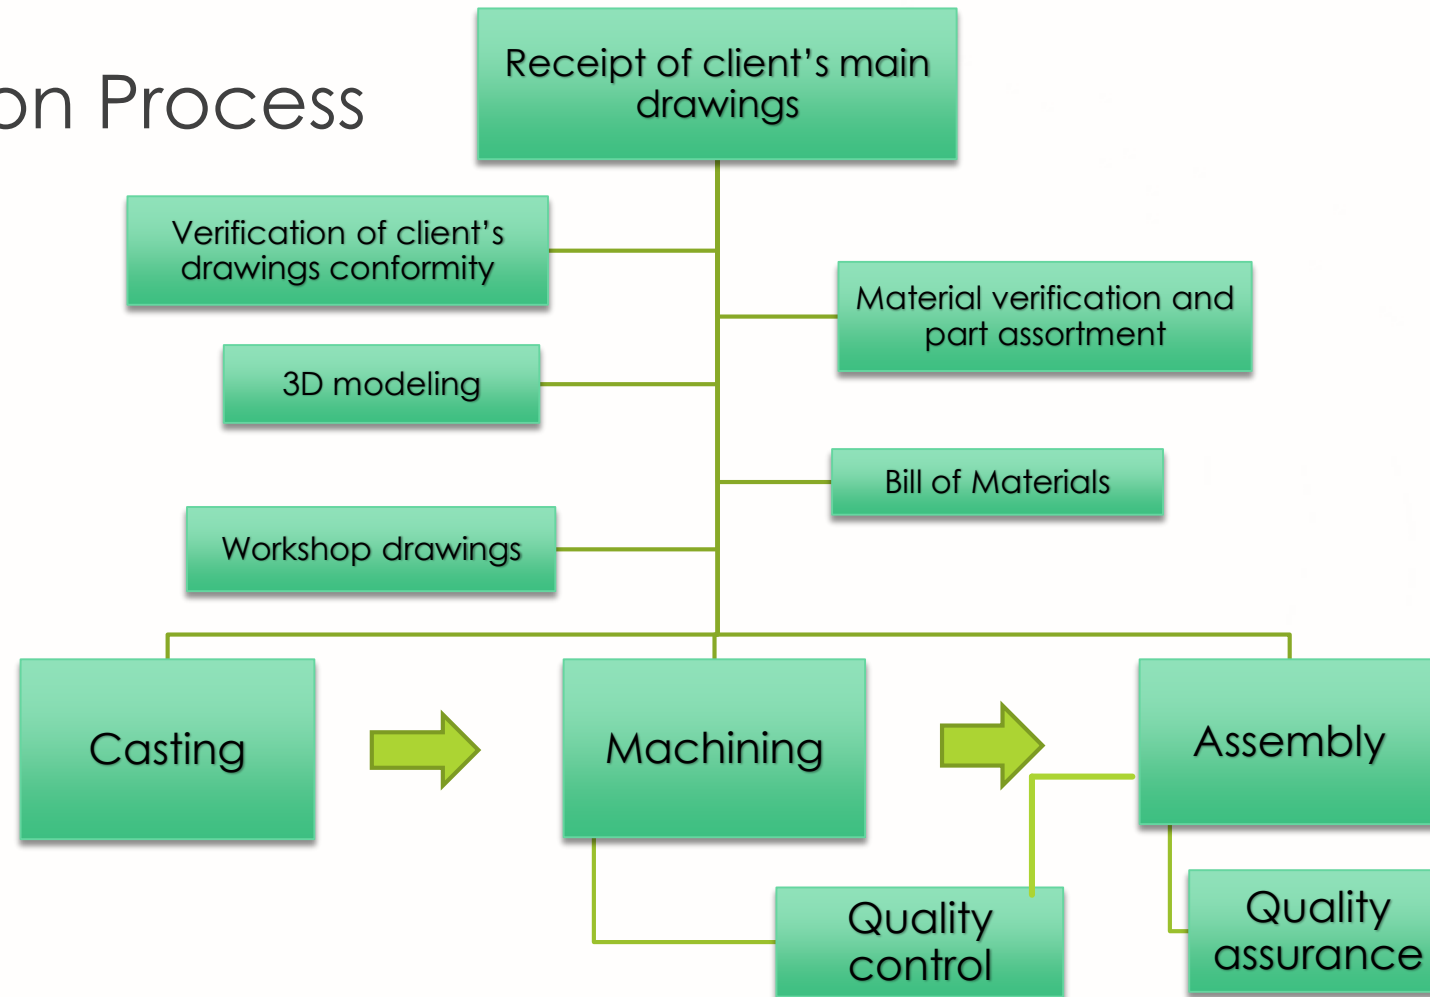 on Process
Receipt of client's main
drawings
Verification of client's
drawings conformity
Material verification and
part assortment
3D modeling
Bill of Materials
Workshop drawings
Casting
Machining
Assembly
Quality
control
Quality
assurance